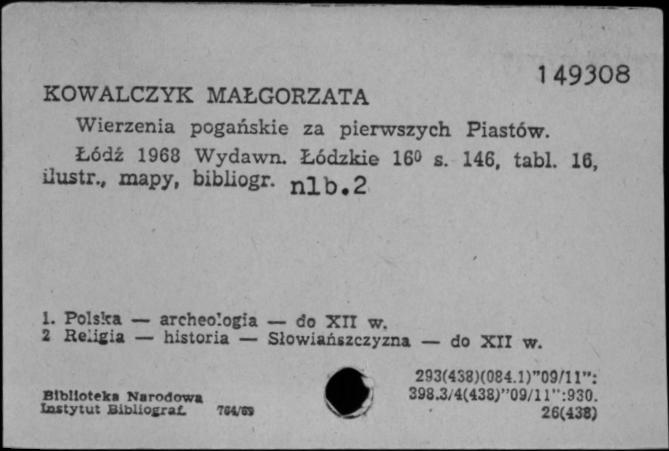 149308
KOWALCZYK MAŁGORZATA
Wierzenia pogańskie za pierwszych Piastów.
Łódź 1968 Wydawn. Łódzkie 16⁰ s. 146, tabl. 16,
ilustr., mapy, bibliogr. nlb.2
1. Polska — archeologia — do XII w.
2 Religia — historia — Słowiańszczyzna — do XII w.
293(438)(084.1)"09/11":
398.3/4(438)"09/11":930.
26(438)
Biblioteka Narodowa
Instytut Bibliograf. 764/69